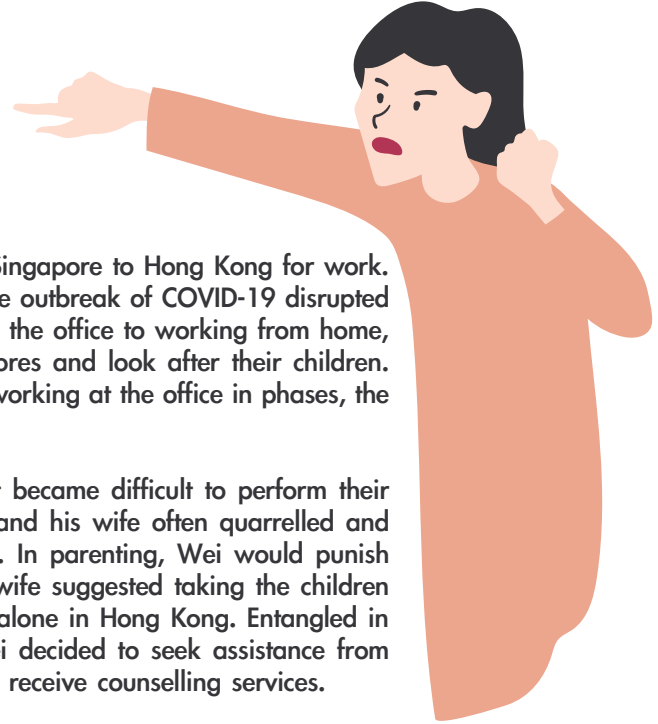 Singapore to Hong Kong for work.
e outbreak of COVID-19 disrupted
the office to working from home,
ores and look after their children.
working at the office in phases, the
became difficult to perform their
and his wife often quarrelled and
. In parenting, Wei would punish
wife suggested taking the children
alone in Hong Kong. Entangled in
i decided to seek assistance from
receive counselling services.